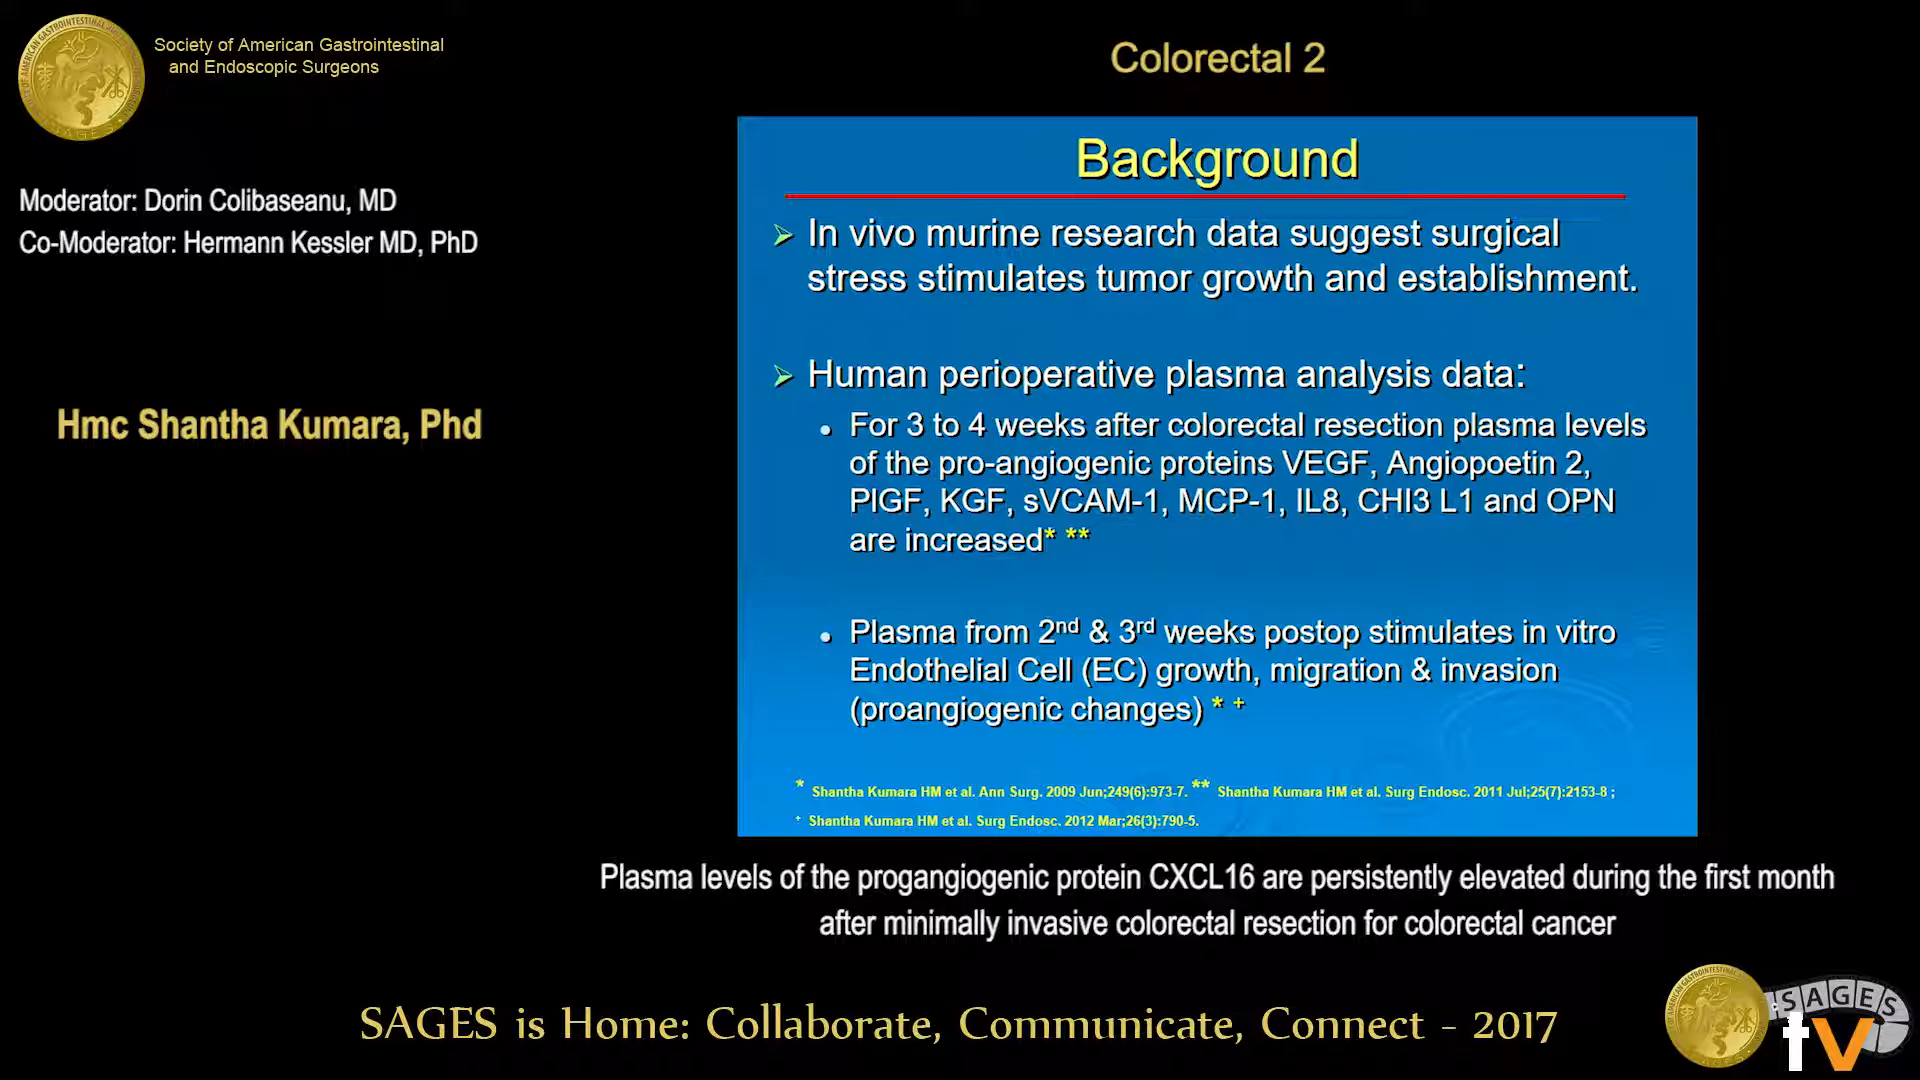 Society of American Gastrointestinal
and Endoscopic Surgeons
Colorectal 2
Moderator: Dorin Colibaseanu, MD
Co-Moderator: Hermann Kessler MD, PhD
Hmc Shantha Kumara, Phd
Background
In vivo murine research data suggest surgical
stress stimulates tumor growth and establishment.
Human perioperative plasma analysis data:
For 3 to 4 weeks after colorectal resection plasma levels
of the pro-angiogenic proteins VEGF, Angiopoetin 2,
PlGF, KGF, sVCAM-1, MCP-1, IL8, CHI3 L1 and OPN
are increased* **
Plasma from 2nd & 3rd weeks postop stimulates in vitro
Endothelial Cell (EC) growth, migration & invasion
(proangiogenic changes) * +
* Shantha Kumara HM et al. Ann Surg. 2009 Jun;249(6):973-7. ** Shantha Kumara HM et al. Surg Endosc. 2011 Jul;25(7):2153-8 ;
+ Shantha Kumara HM et al. Surg Endosc. 2012 Mar;26(3):790-5.
Plasma levels of the progangiogenic protein CXCL16 are persistently elevated during the first month
after minimally invasive colorectal resection for colorectal cancer
SAGES is Home: Collaborate, Communicate, Connect - 2017
SAGES
tv